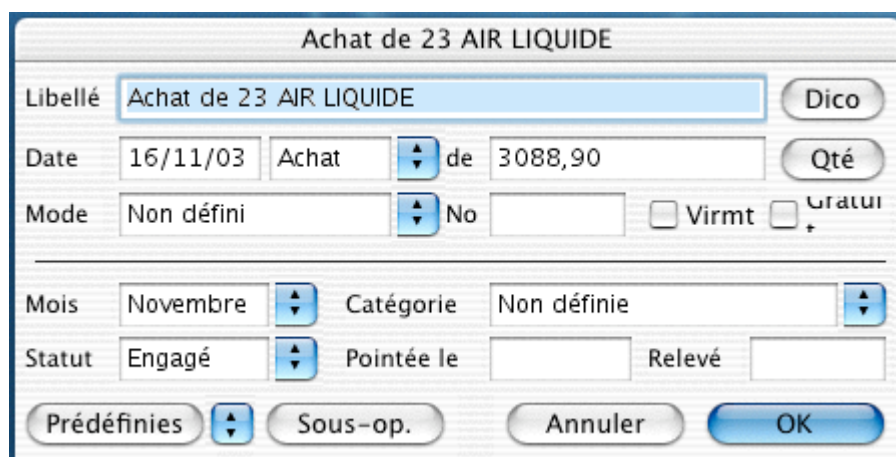 Achat de 23 AIR LIQUIDE
Libellé Achat de 23 AIR LIQUIDE Dico
Date 16/11/03 Achat de 3088,90 Qté
Mode Non défini No Virmt Gratuit
Mois Novembre Catégorie Non définie
Statut Engagé Pointée le Relevé
Prédéfinies Sous-op. Annuler OK